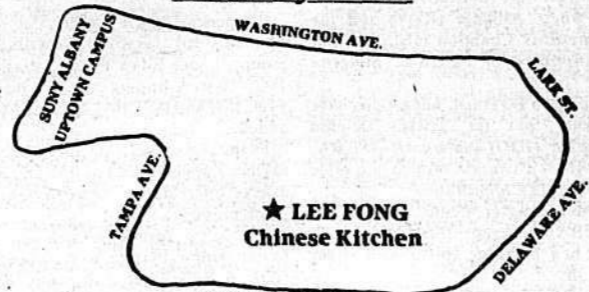 WASHINGTON AVE.
SUNY ALBANY
UPTOWN CAMPUS
LARK ST.
TAMPA AVE.
★ LEE FONG
Chinese Kitchen
DELAWARE AVE.